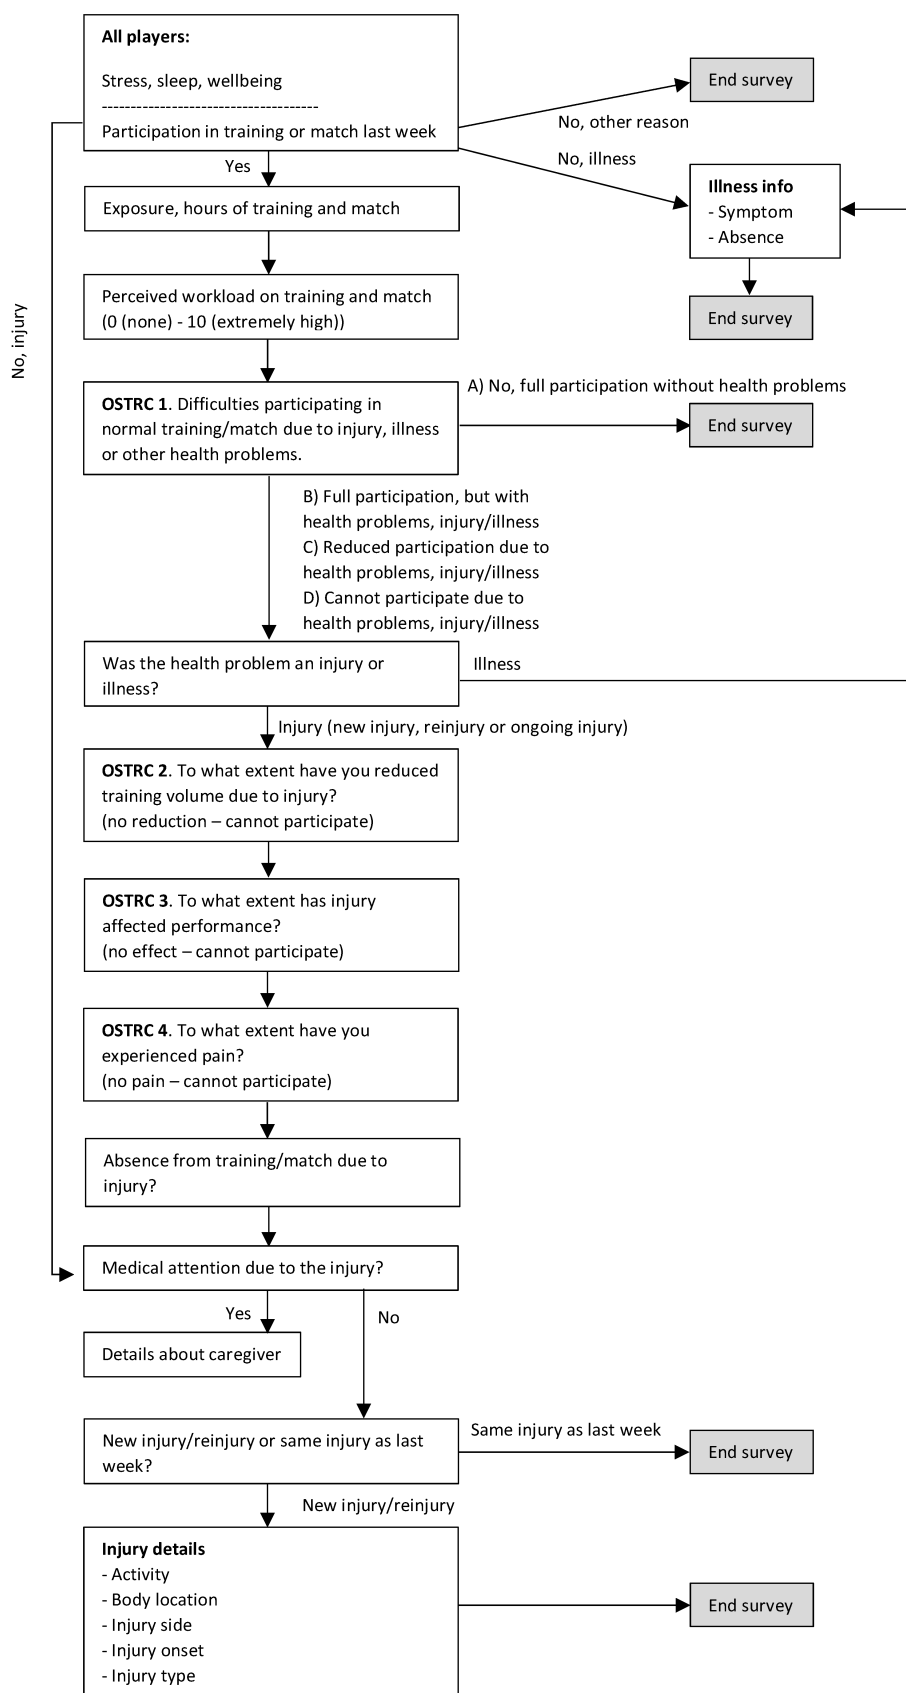 All players:
Stress, sleep, wellbeing
--------------------------------------
Participation in training or match last week
End survey
No, other reason
No, illness
Yes
Illness info
- Symptom
- Absence
Exposure, hours of training and match
End survey
Perceived workload on training and match
(0 (none) - 10 (extremely high))
No, injury
A) No, full participation without health problems
OSTRC 1. Difficulties participating in
normal training/match due to injury, illness
or other health problems.
End survey
B) Full participation, but with
health problems, injury/illness
C) Reduced participation due to
health problems, injury/illness
D) Cannot participate due to
health problems, injury/illness
Was the health problem an injury or
illness?
Illness
Injury (new injury, reinjury or ongoing injury)
OSTRC 2. To what extent have you reduced
training volume due to injury?
(no reduction – cannot participate)
OSTRC 3. To what extent has injury
affected performance?
(no effect – cannot participate)
OSTRC 4. To what extent have you
experienced pain?
(no pain – cannot participate)
Absence from training/match due to
injury?
Medical attention due to the injury?
Yes
No
Details about caregiver
New injury/reinjury or same injury as last
week?
Same injury as last week
End survey
New injury/reinjury
Injury details
- Activity
- Body location
- Injury side
- Injury onset
- Injury type
End survey